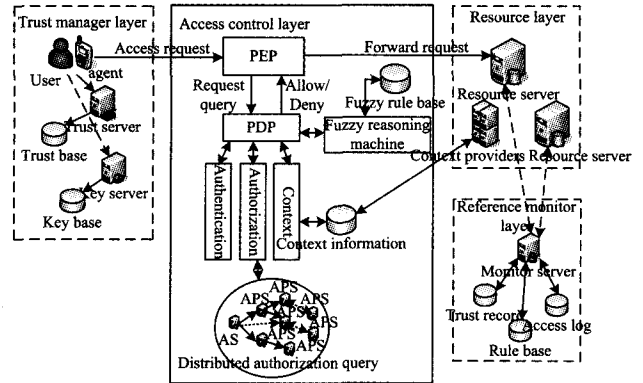 Trust manager layer
User
agent
Trust server
Trust base
Key server
Key base
Access request
Access control layer
PEP
Forward request
Request
query
Allow/
Deny
Fuzzy rule base
PDP
Fuzzy reasoning
machine
Authentication
Authorization
Context
Context information
APS
APS
APS
APS
APS
APS
APS
APS
AS
Distributed authorization query
Resource layer
Resource server
Context providers
Resource server
Reference monitor
layer
Monitor server
Trust record
Access log
Rule base